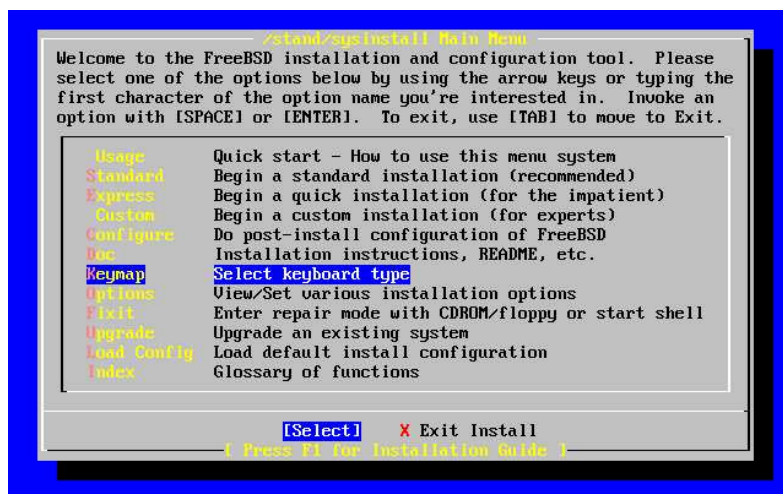 /stand/sysinstall Main Menu
Welcome to the FreeBSD installation and configuration tool.  Please
select one of the options below by using the arrow keys or typing the
first character of the option name you're interested in.  Invoke an
option with [SPACE] or [ENTER].  To exit, use [TAB] to move to Exit.
Usage Quick start - How to use this menu system
Standard Begin a standard installation (recommended)
Express Begin a quick installation (for the impatient)
Custom Begin a custom installation (for experts)
Configure Do post-install configuration of FreeBSD
Doc Installation instructions, README, etc.
Keymap Select keyboard type
Options View/Set various installation options
Fixit Enter repair mode with CDROM/floppy or start shell
Upgrade Upgrade an existing system
Load Config Load default install configuration
Index Glossary of functions
[Select] X Exit Install
[ Press F1 for Installation Guide ]